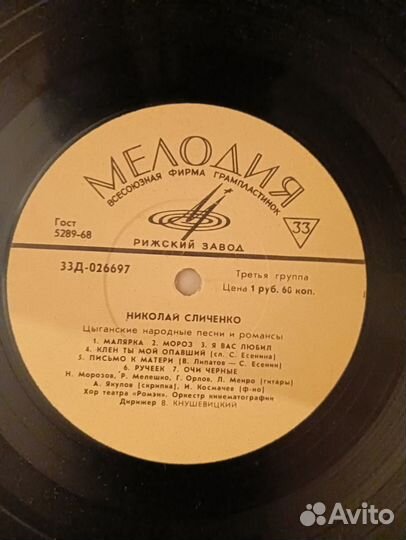 МЕЛОДИЯ
ВСЕСОЮЗНАЯ ФИРМА ГРАМПЛАСТИНОК
Гост
5289-68
33
РИЖСКИЙ ЗАВОД
33Д-026697
Третья группа
Цена 1 руб. 60 коп.
НИКОЛАЙ СЛИЧЕНКО
Цыганские народные песни и романсы
1. МАЛЯРКА 2. МОРОЗ 3. Я ВАС ЛЮБИЛ
4. КЛЕН ТЫ МОЙ ОПАВШИЙ (сл. С. Есенина)
5. ПИСЬМО К МАТЕРИ (В. Липатов — С. Есенин)
6. РУЧЕЕК 7. ОЧИ ЧЕРНЫЕ
Н. Морозов, Р. Мелешко, Г. Орлов, Л. Менро (гитары)
А. Якулов (скрипка), И. Космачев (ф-но)
Хор театра «Ромэн». Оркестр кинематографии
Дирижер В. КНУШЕВИЦКИЙ
Avito